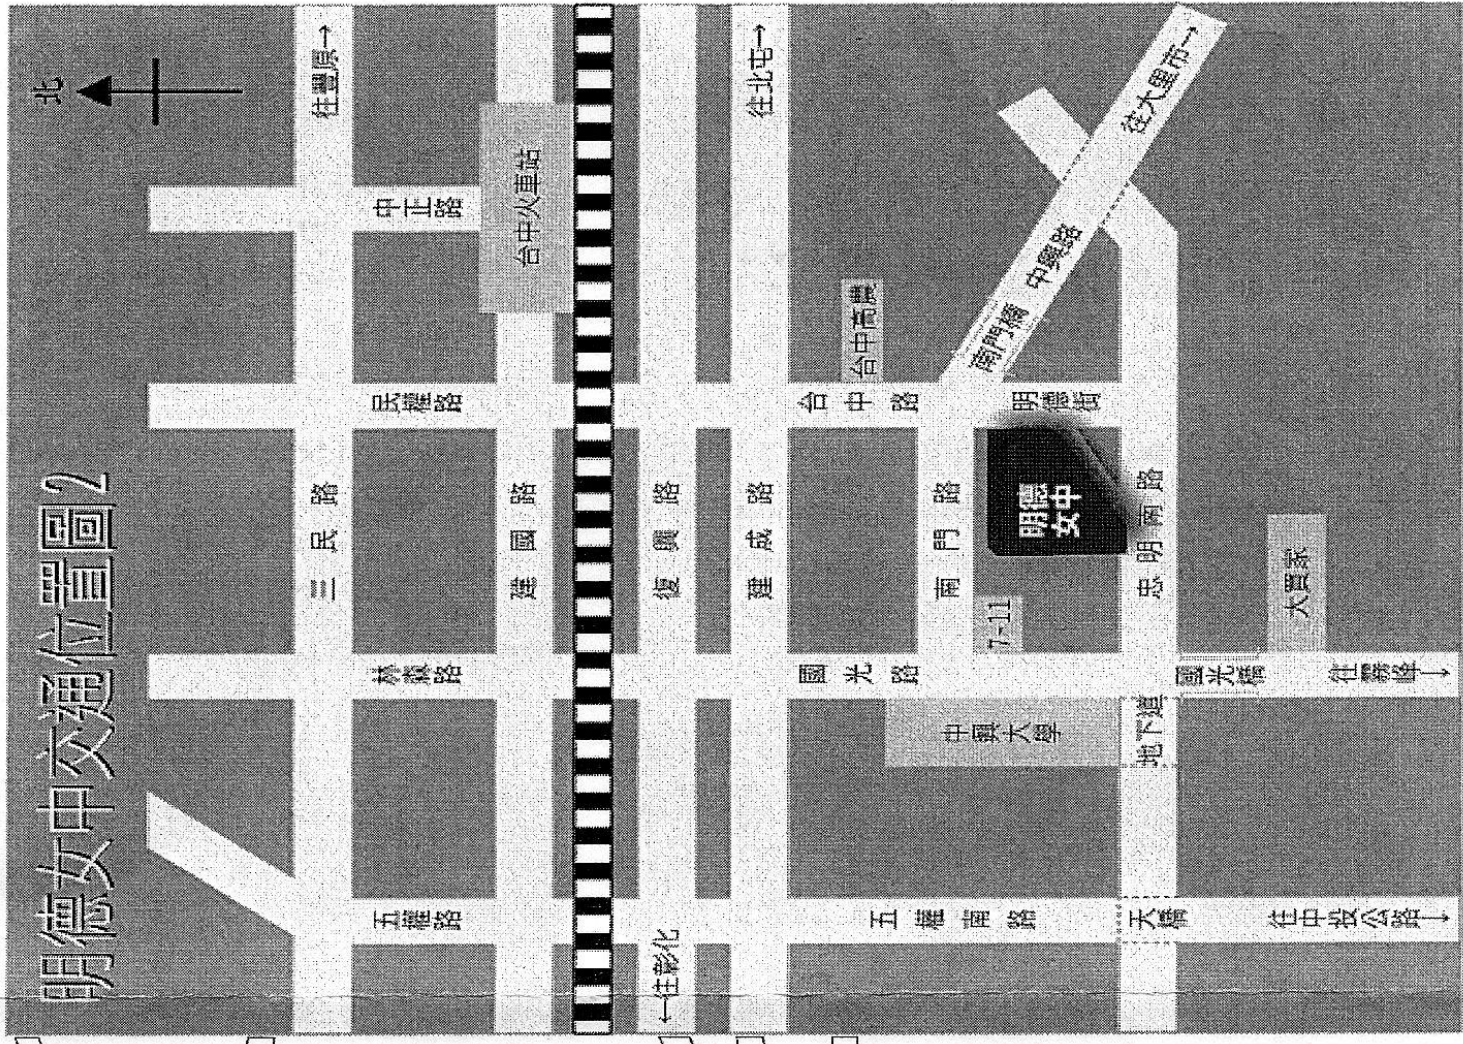 明德女中交通位置圖2
北
三民路
往豐原→
五權路
林森路
民權路
中正路
建國路
台中火車站
←往彰化
復興路
建成路
往北屯→
國光路
台中路
台中高農
五權南路
中興大學
南門路
南門橋
中興路
7-11
明德
女中
明德街
天橋
地下道
忠明南路
往大里市→
國光橋
大買家
往中投公路→
往霧峰→